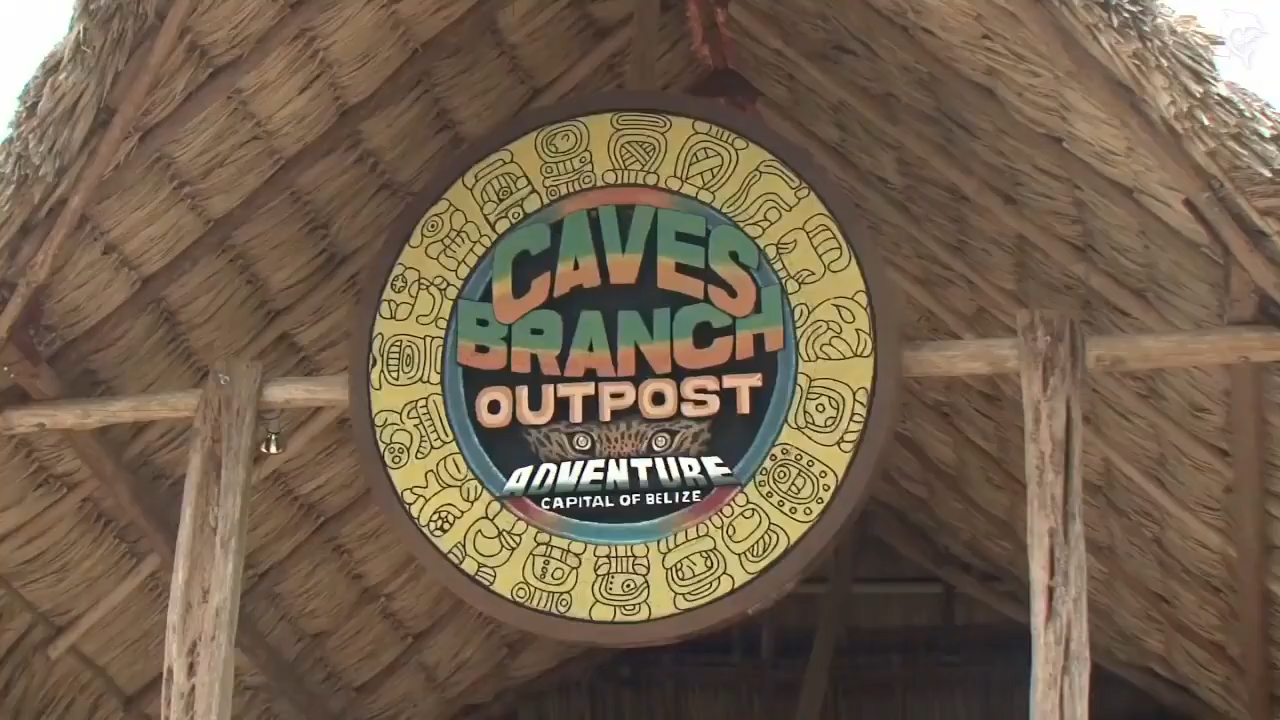 CAVES
BRANCH
OUTPOST
ADVENTURE
CAPITAL OF BELIZE